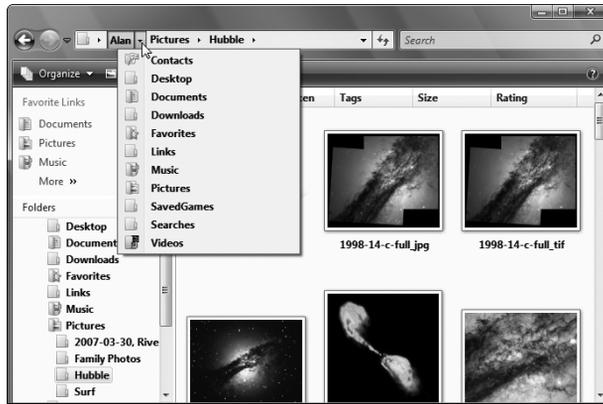 Alan Pictures Hubble Search
Organize
Contacts
Desktop
Documents
Downloads
Favorites
Links
Music
Pictures
SavedGames
Searches
Videos
Favorite Links
Documents
Pictures
Music
More »
Folders
Desktop
Document
Downloads
Favorites
Links
Music
Pictures
2007-03-30, Rive
Family Photos
Hubble
Surf
Tags Size Rating
1998-14-c-full_jpg 1998-14-c-full_tif